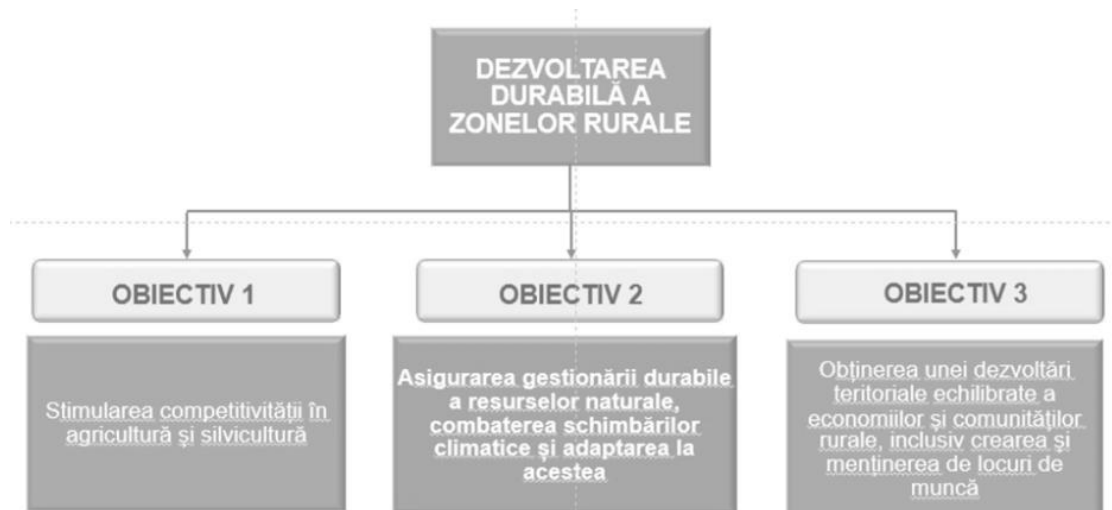 DEZVOLTAREA
DURABILĂ A
ZONELOR RURALE
OBIECTIV 1
OBIECTIV 2
OBIECTIV 3
Stimularea competitivității în
agricultură și silvicultură
Asigurarea gestionării durabile
a resurselor naturale,
combaterea schimbărilor
climatice și adaptarea la
acestea
Obținerea unei dezvoltări
teritoriale echilibrate a
economiilor și comunităților
rurale, inclusiv crearea și
menținerea de locuri de
muncă